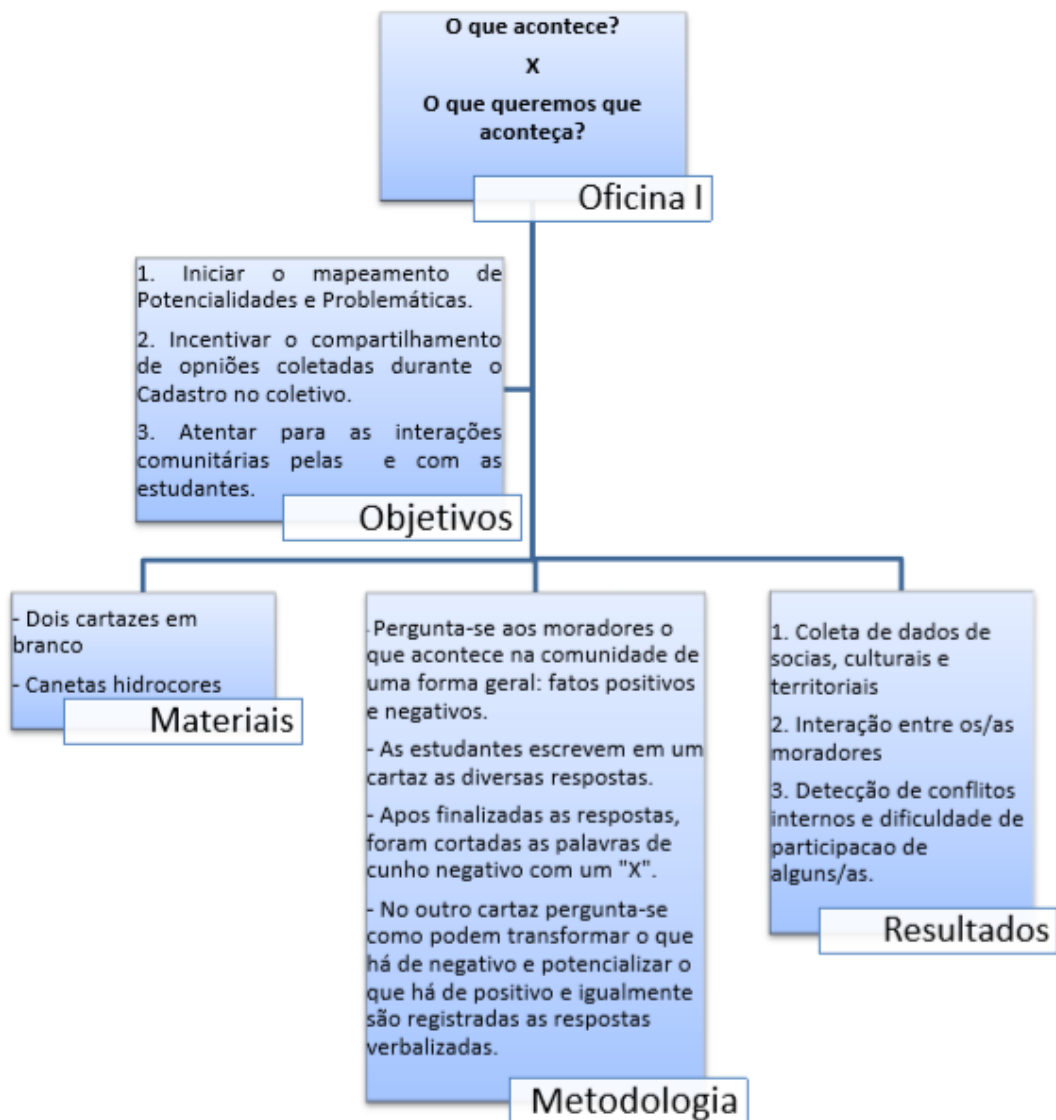 O que acontece?
X
O que queremos que
aconteça?
Oficina I
1. Iniciar o mapeamento de
Potencialidades e Problemáticas.
2. Incentivar o compartilhamento
de opniões coletadas durante o
Cadastro no coletivo.
3. Atentar para as interações
comunitárias pelas e com as
estudantes.
Objetivos
- Dois cartazes em
branco
- Canetas hidrocores
Materiais
- Pergunta-se aos moradores o
que acontece na comunidade de
uma forma geral: fatos positivos
e negativos.
- As estudantes escrevem em um
cartaz as diversas respostas.
- Apos finalizadas as respostas,
foram cortadas as palavras de
cunho negativo com um "X".
- No outro cartaz pergunta-se
como podem transformar o que
há de negativo e potencializar o
que há de positivo e igualmente
são registradas as respostas
verbalizadas.
Metodologia
1. Coleta de dados de
socias, culturais e
territoriais
2. Interação entre os/as
moradores
3. Detecção de conflitos
internos e dificuldade de
participacao de
alguns/as.
Resultados